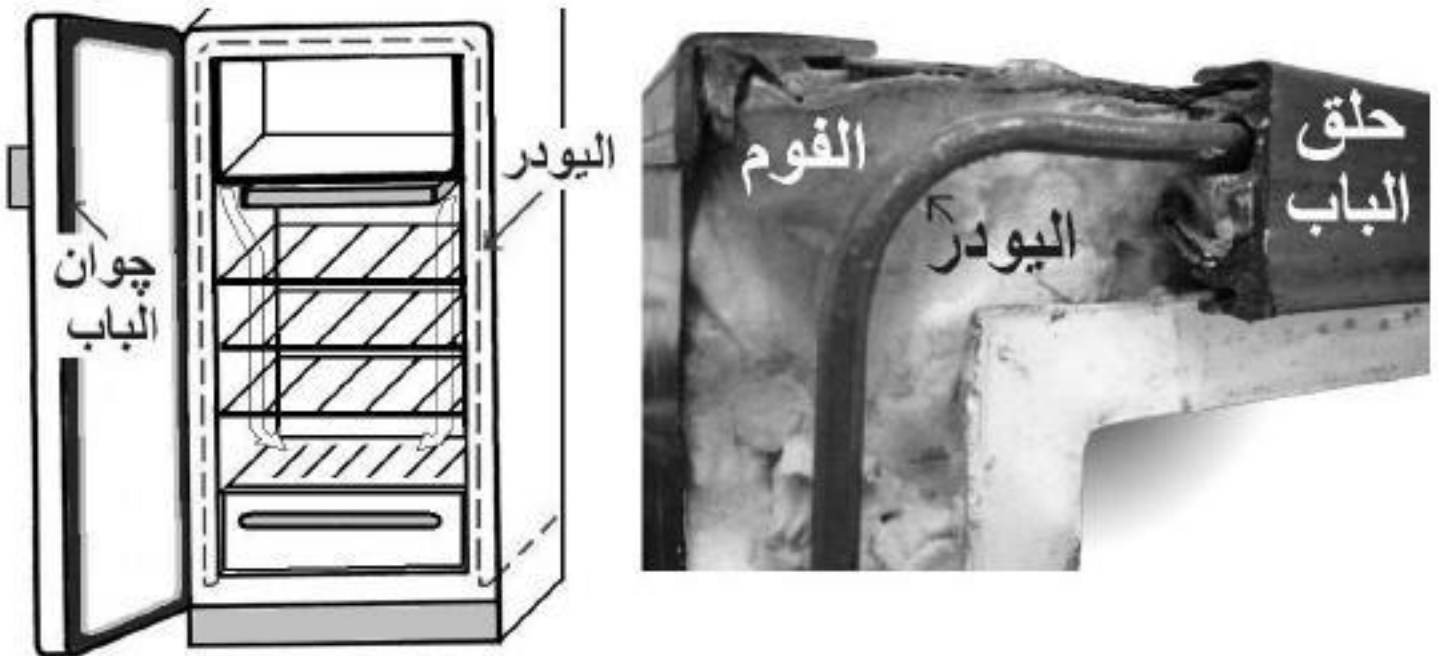 اليودر
چوان
الباب
الفوم
اليودر
حلق
الباب